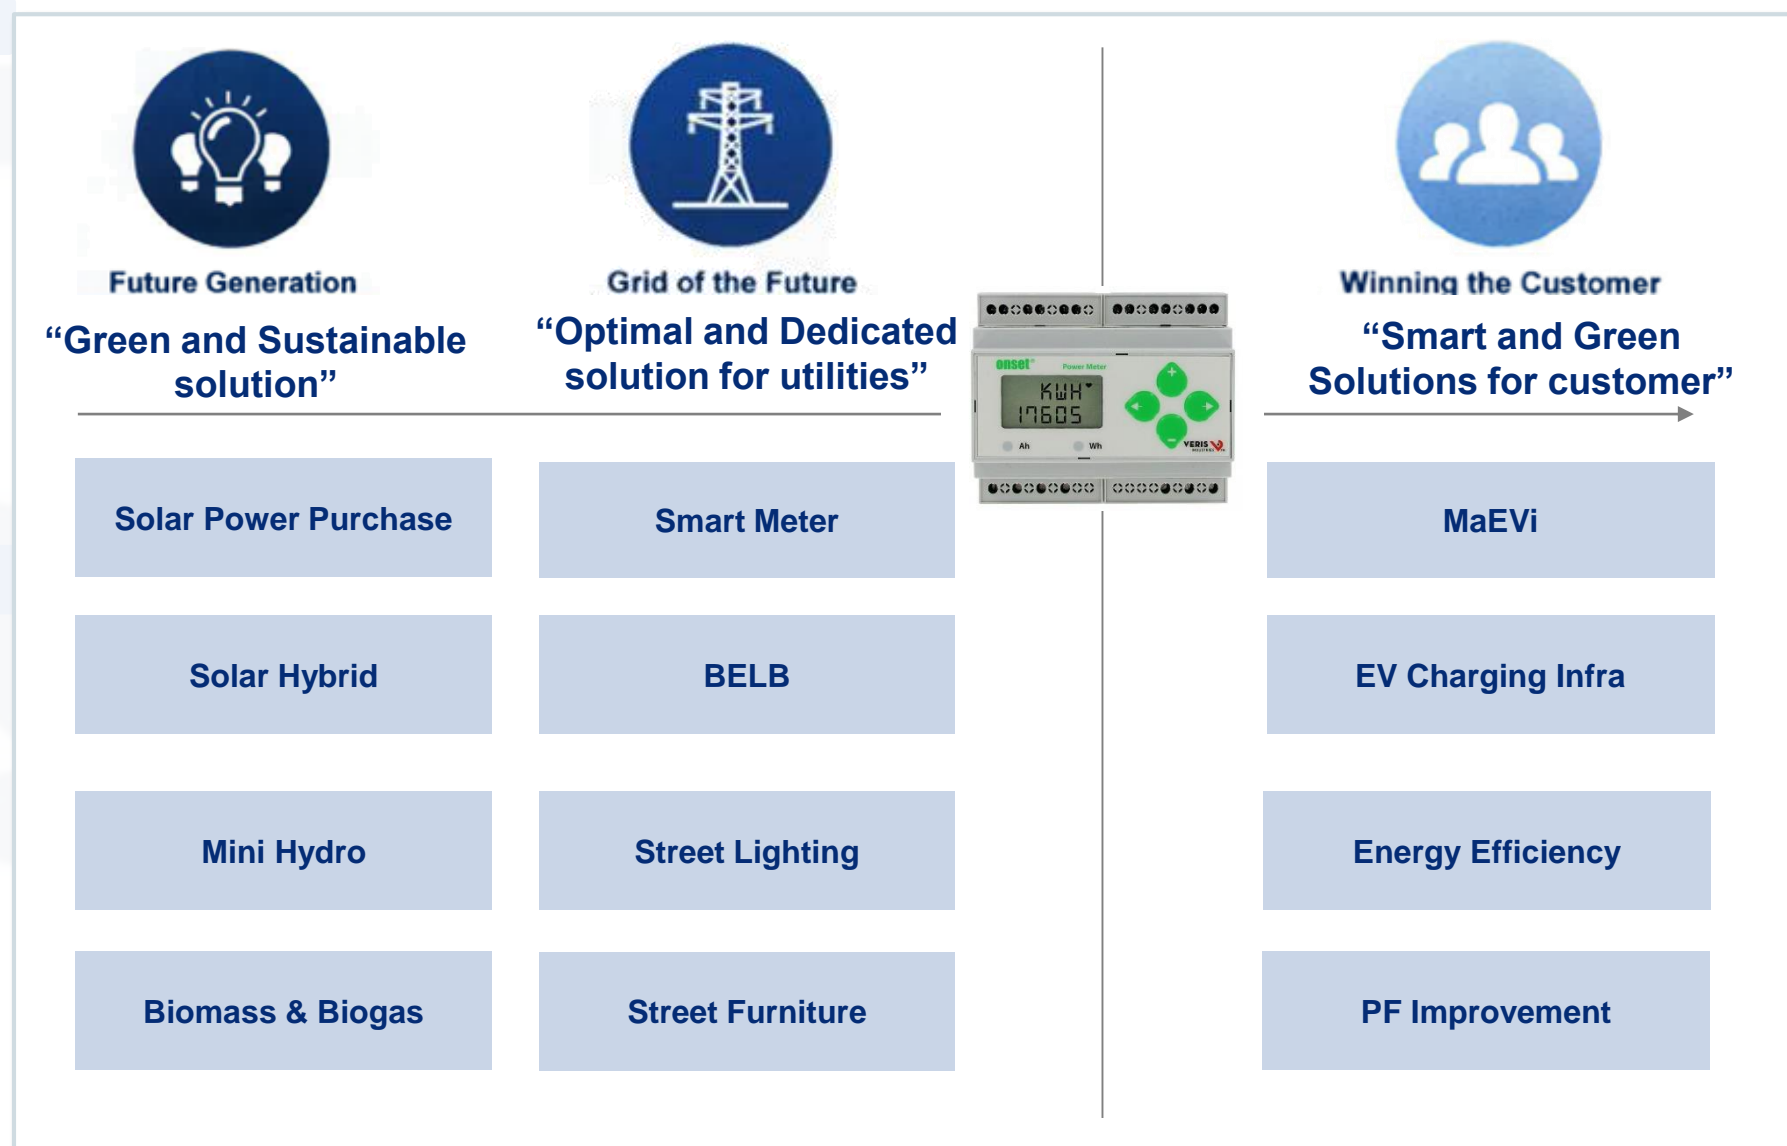 Future Generation
“Green and Sustainable
solution”
Grid of the Future
“Optimal and Dedicated
solution for utilities”
Winning the Customer
“Smart and Green
Solutions for customer”
onset®
Power Meter
KWH
17605
Ah
Wh
VERIS
INDUSTRIES
Solar Power Purchase
Solar Hybrid
Mini Hydro
Biomass & Biogas
Smart Meter
BELB
Street Lighting
Street Furniture
MaEVi
EV Charging Infra
Energy Efficiency
PF Improvement